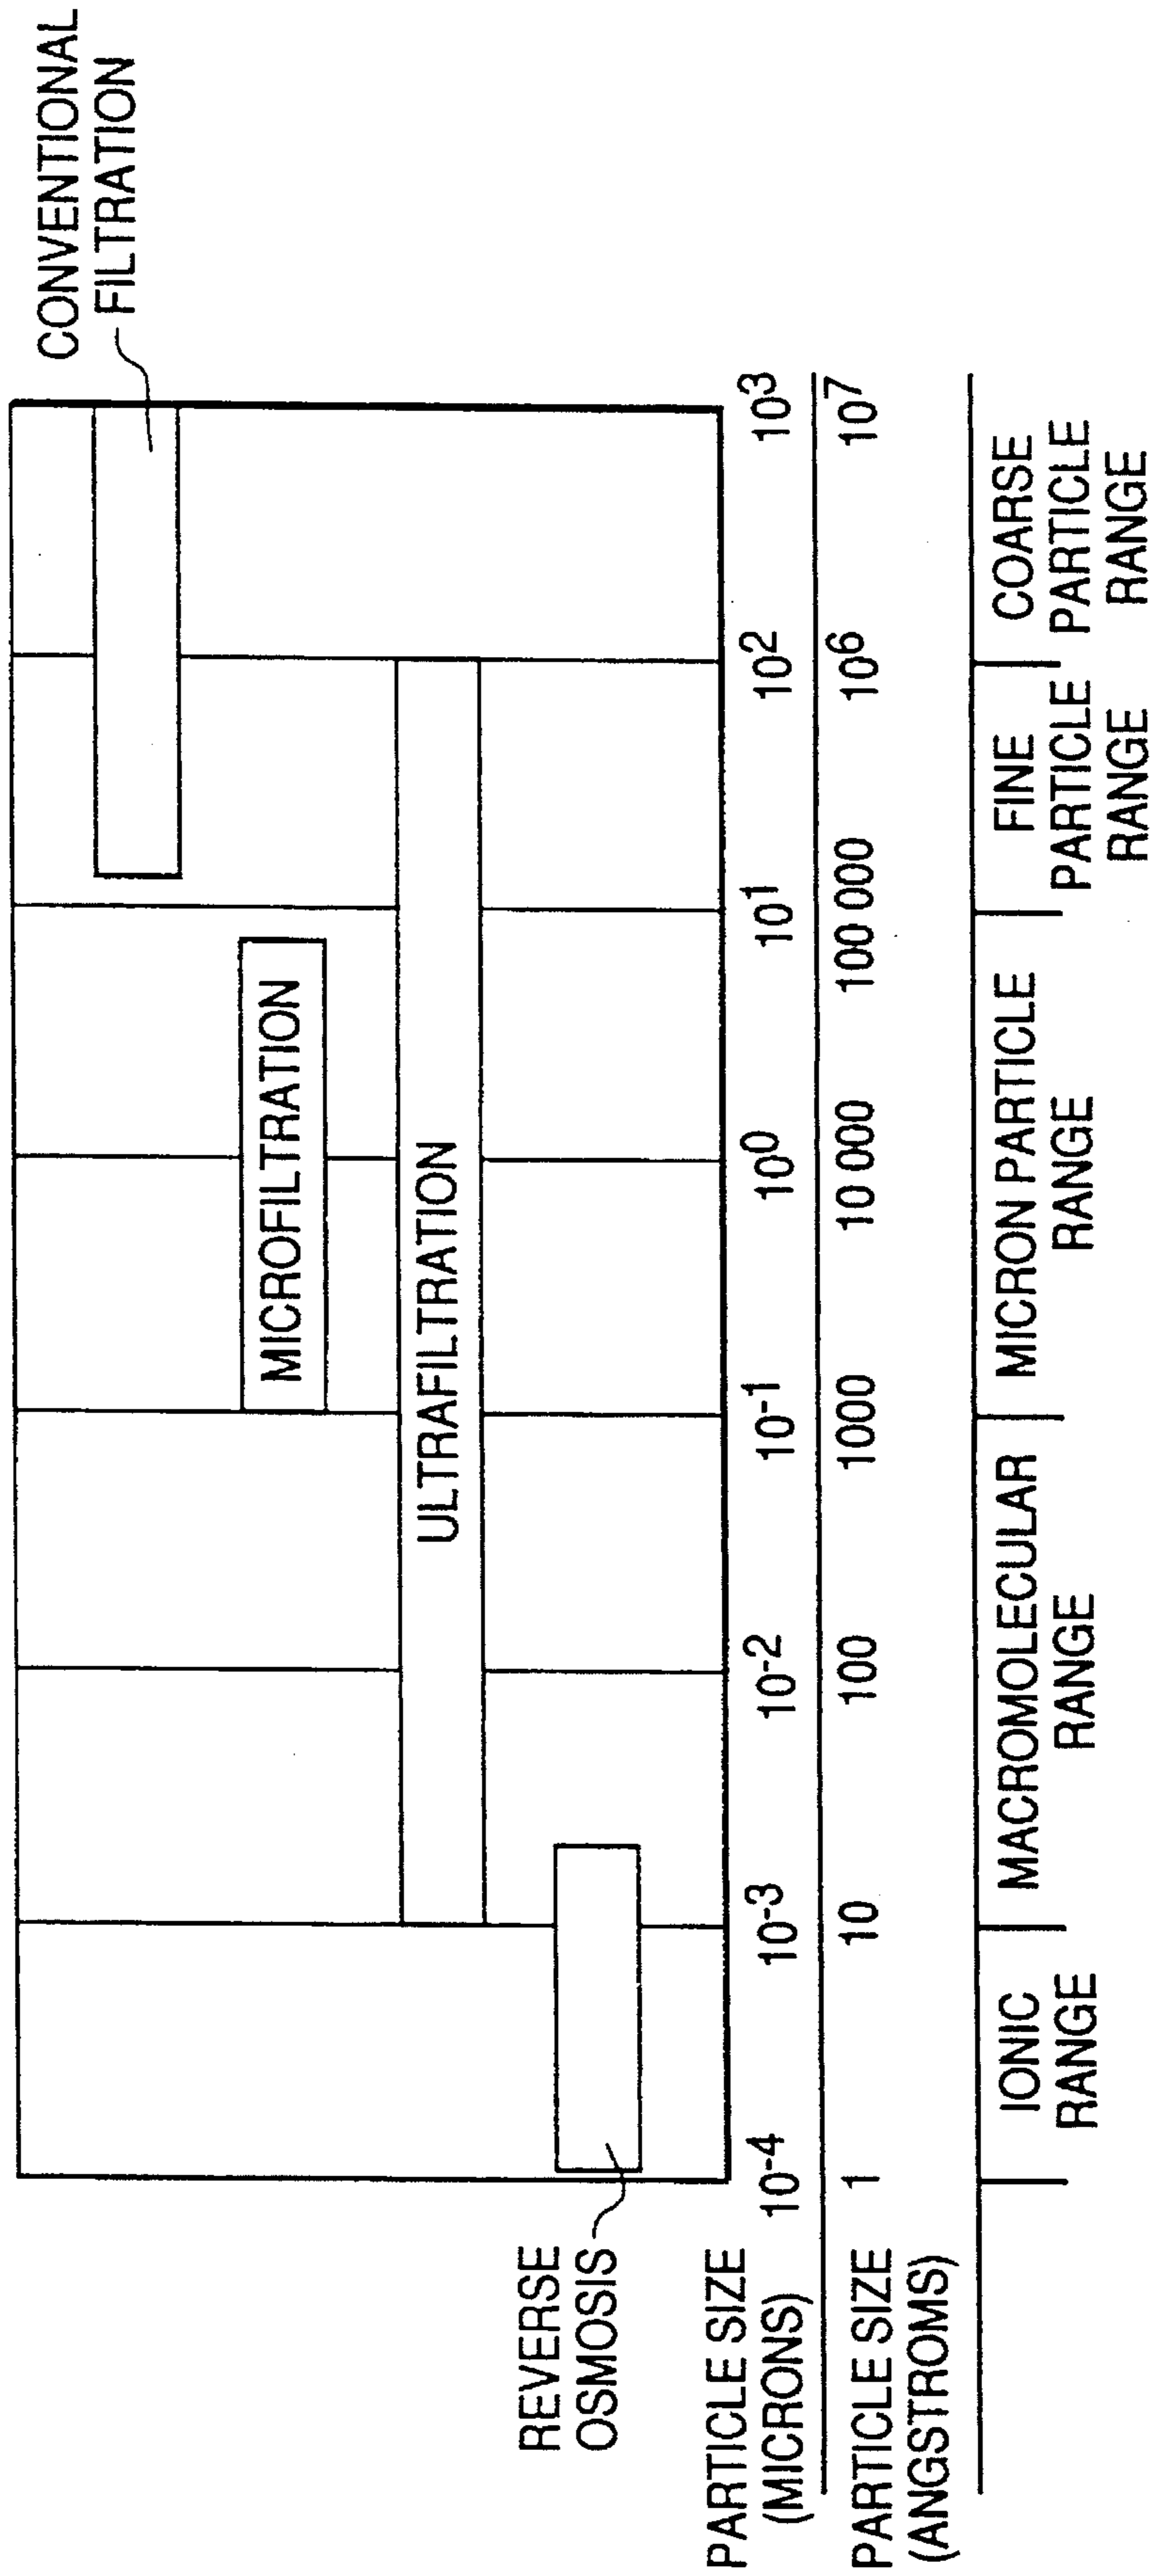 CONVENTIONAL
FILTRATION
MICROFILTRATION
ULTRAFILTRATION
REVERSE
OSMOSIS
PARTICLE SIZE
(MICRONS)
10-4 10-3 10-2 10-1 100 101 102 103
PARTICLE SIZE
(ANGSTROMS)
1 10 100 1000 10 000 100 000 106 107
IONIC
RANGE
MACROMOLECULAR
RANGE
MICRON PARTICLE
RANGE
FINE
PARTICLE
RANGE
COARSE
PARTICLE
RANGE